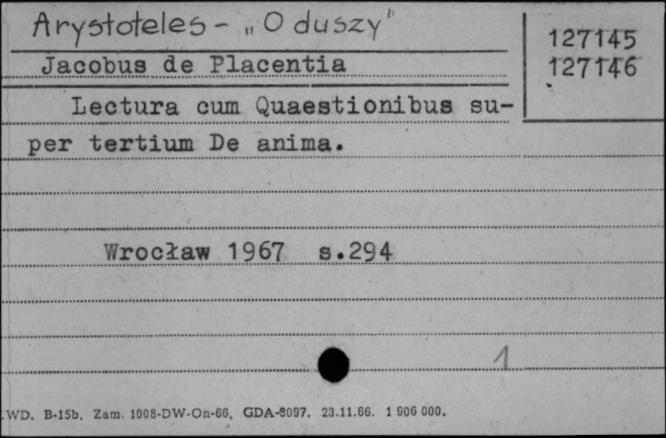 Arystoteles - „O duszy"
127145
Jacobus de Placentia
127146
Lectura cum Quaestionibus su-
per tertium De anima.
Wrocław 1967 s.294
1
WD. B-15b. Zam. 1008-DW-On-66. GDA-8097. 23.11.66. 1 906 000.